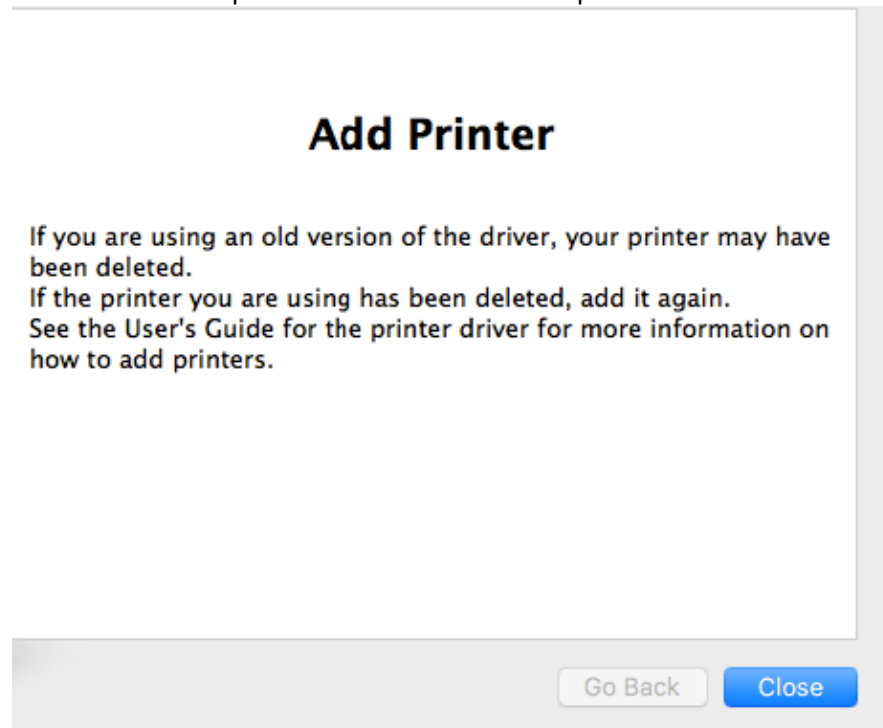 Add Printer
If you are using an old version of the driver, your printer may have
been deleted.
If the printer you are using has been deleted, add it again.
See the User's Guide for the printer driver for more information on
how to add printers.
Go Back
Close